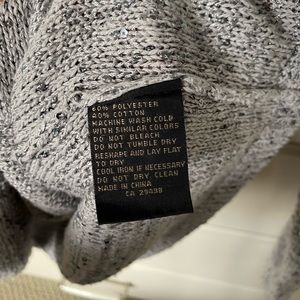 60% POLYESTER
40% COTTON
MACHINE WASH COLD
WITH SIMILAR COLORS
DO NOT BLEACH
DO NOT TUMBLE DRY
RESHAPE AND LAY FLAT
TO DRY
COOL IRON IF NECESSARY
DO NOT DRY CLEAN
MADE IN CHINA
CA 29498